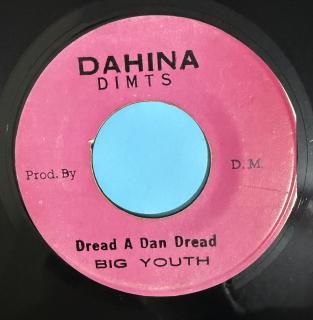 DAHINA
DIMTS
Prod. By D.M.
Dread A Dan Dread
BIG YOUTH